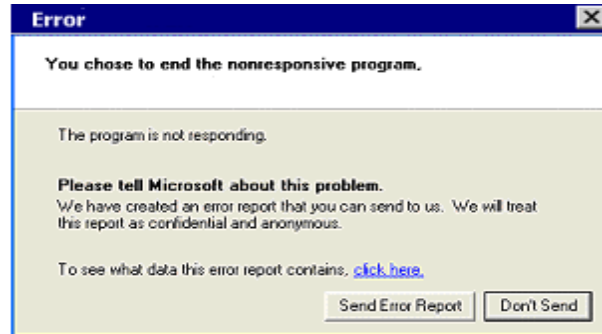 Error
You chose to end the nonresponsive program.
The program is not responding.
Please tell Microsoft about this problem.
We have created an error report that you can send to us. We will treat
this report as confidential and anonymous.
To see what data this error report contains, click here.
Send Error Report Don't Send